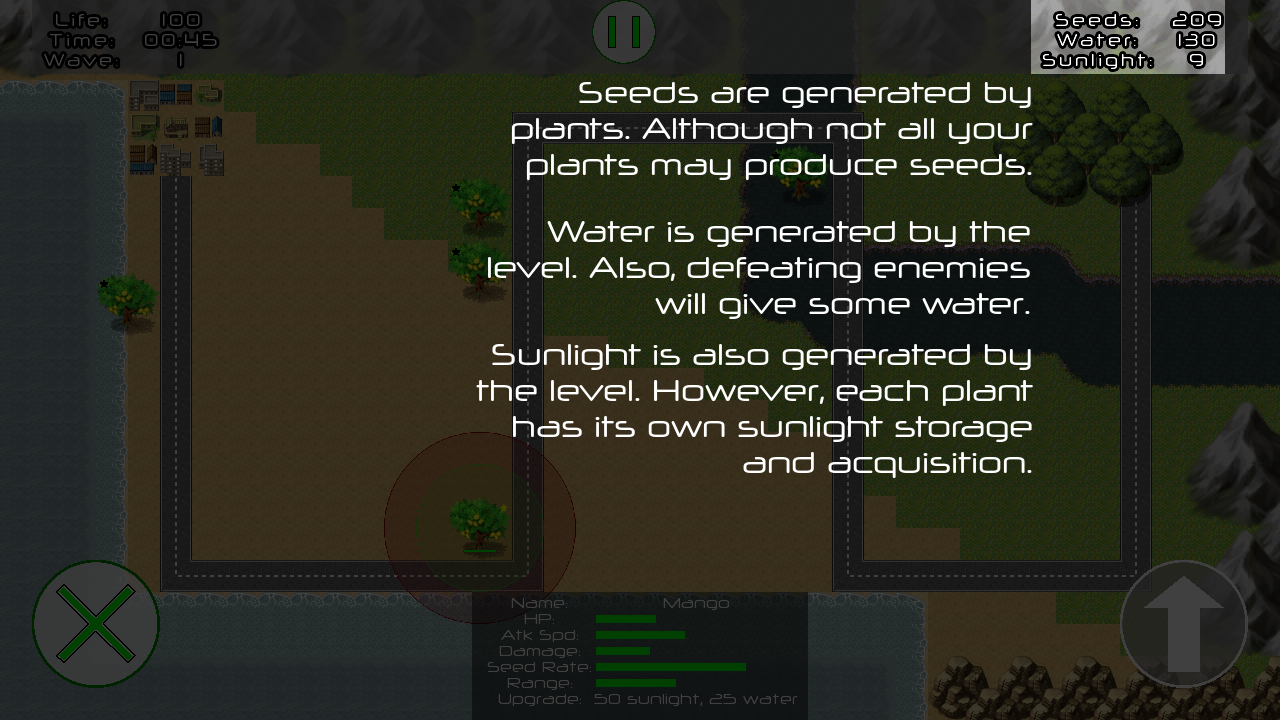 Life: 100
Time: 00:45
Wave: 1
Seeds: 209
Water: 130
Sunlight: 9
Seeds are generated by
plants. Although not all your
plants may produce seeds.
Water is generated by the
level. Also, defeating enemies
will give some water.
Sunlight is also generated by
the level. However, each plant
has its own sunlight storage
and acquisition.
Name: Mango
HP:
Atk Spd:
Damage:
Seed Rate:
Range:
Upgrade: 50 sunlight, 25 water